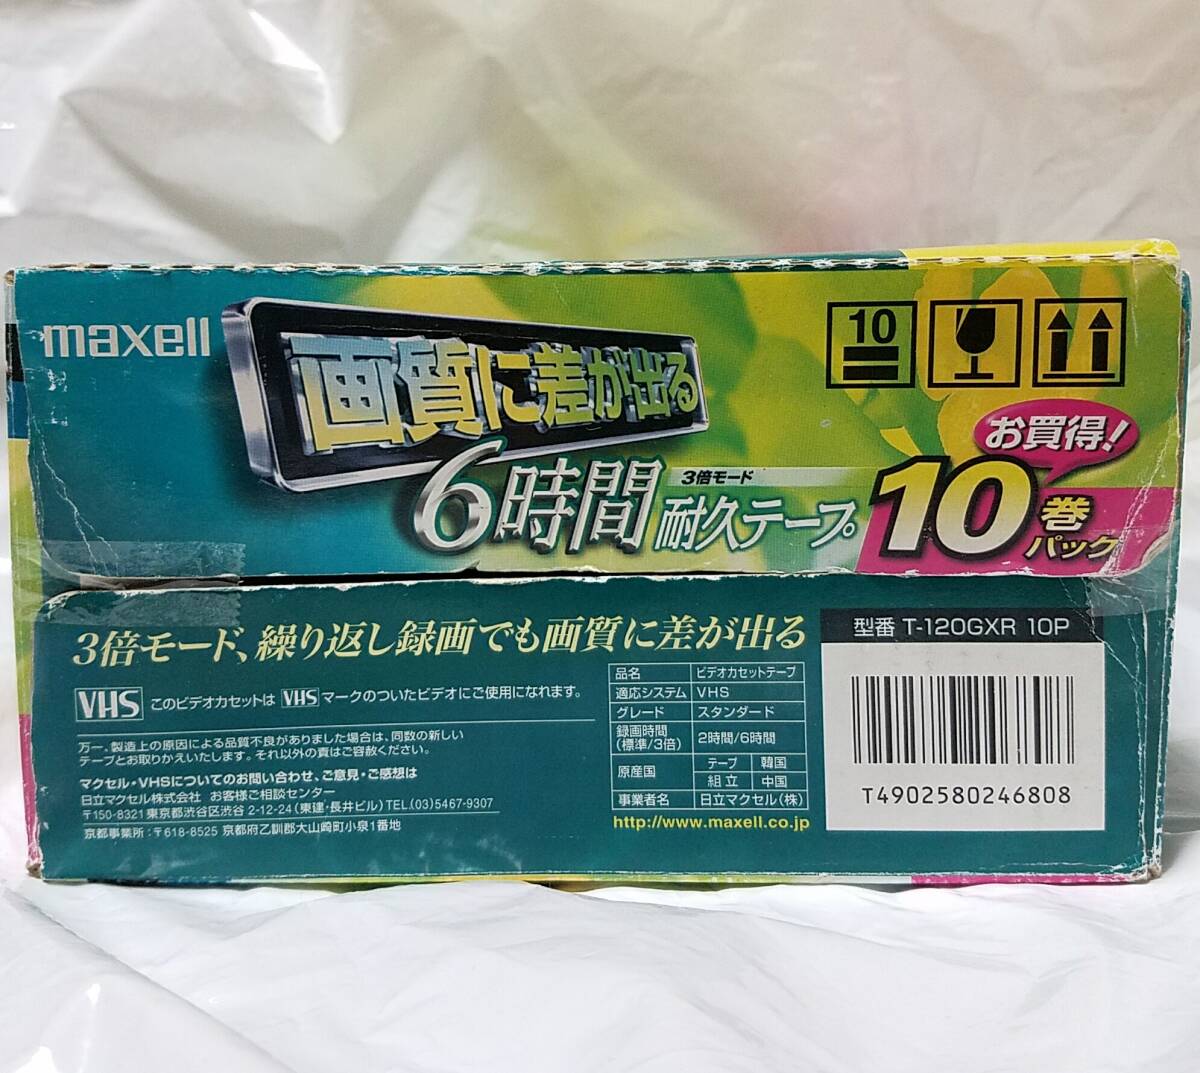 maxell
画質に差が出る
10
お買得!
6時間
3倍モード
耐久テープ
10巻
パック
3倍モード、繰り返し録画でも画質に差が出る
VHS このビデオカセットは VHS マークのついたビデオにご使用になれます。
万一、製造上の原因による品質不良がありました場合は、同数の新しい
テープとお取りかえいたします。それ以外の責はご容赦ください。
マクセル・VHSについてのお問い合わせ、ご意見・ご感想は
日立マクセル株式会社 お客様ご相談センター
〒150-8321 東京都渋谷区渋谷 2-12-24 (東建・長井ビル) TEL.(03)5467-9307
京都事業所:〒618-8525 京都府乙訓郡大山崎町小泉1番地
品名 ビデオカセットテープ
適応システム VHS
グレード スタンダード
録画時間
(標準/3倍) 2時間/6時間
原産国 テープ 韓国
組立 中国
事業者名 日立マクセル(株)
http://www.maxell.co.jp
型番 T-120GXR 10P
T4902580246808